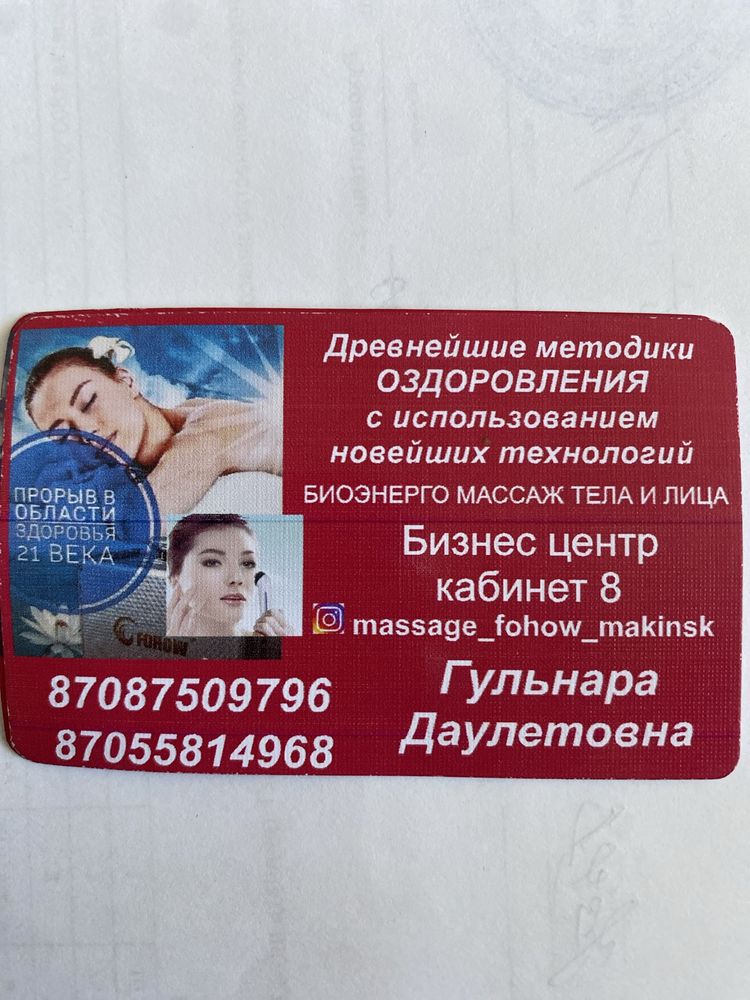 Древнейшие методики
ОЗДОРОВЛЕНИЯ
с использованием
новейших технологий
БИОЭНЕРГО МАССАЖ ТЕЛА И ЛИЦА
Бизнес центр
кабинет 8
massage_fohow_makinsk
Гульнара
Даулетовна
ПРОРЫВ В
ОБЛАСТИ
ЗДОРОВЬЯ
21 ВЕКА
FOHOW
87087509796
87055814968